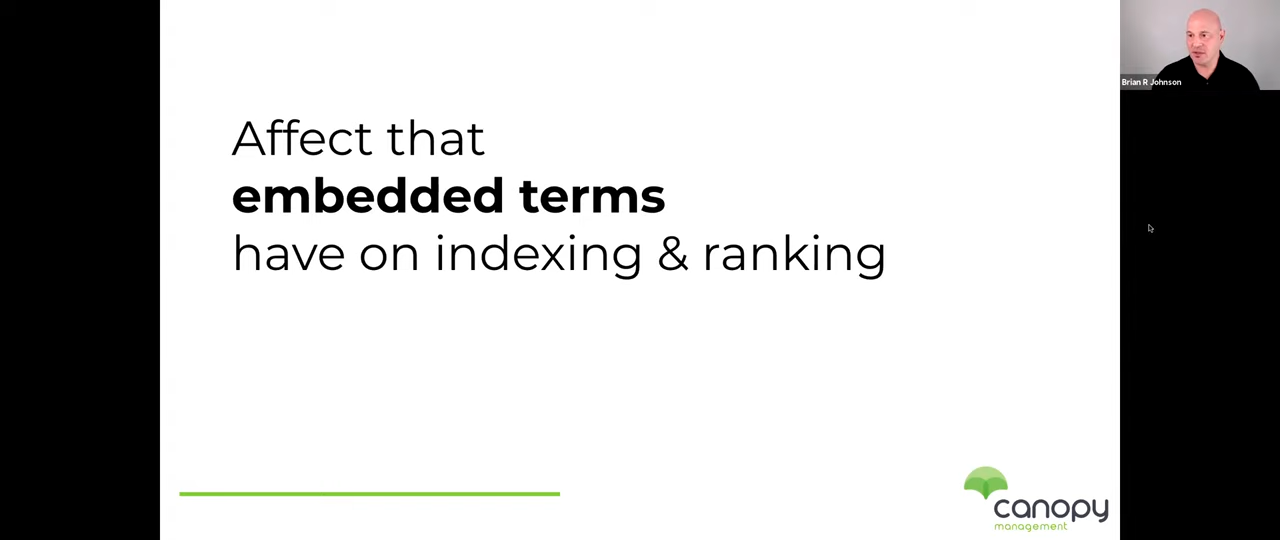 Affect that
embedded terms
have on indexing & ranking
Brian R Johnson
canopy
management